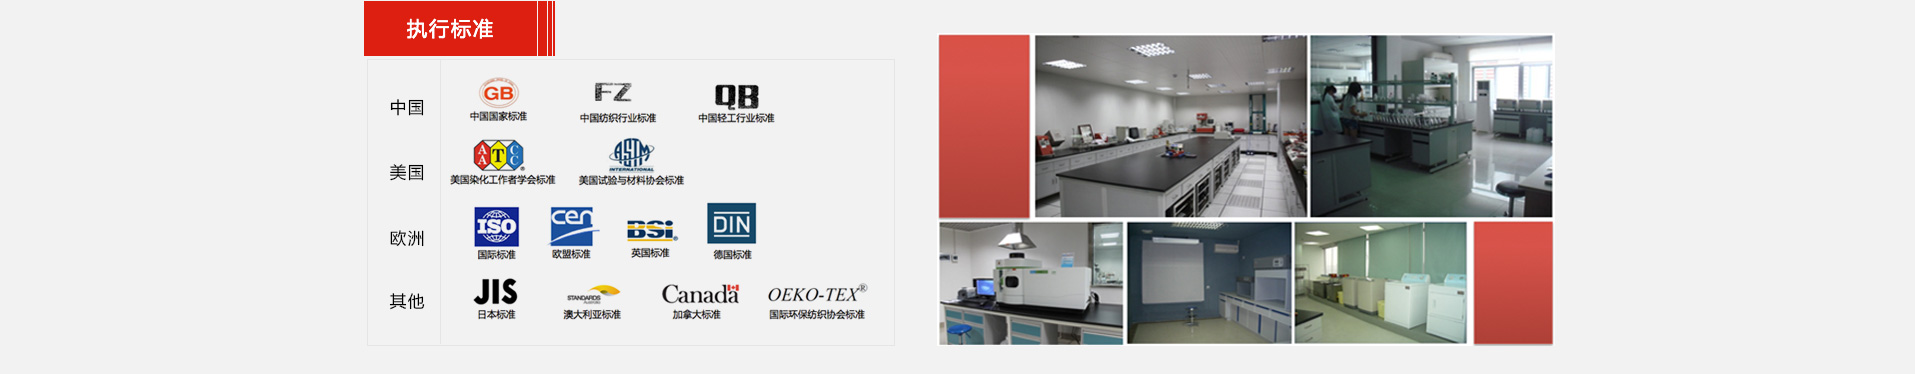 执行标准
中国
GB
FZ
QB
中国国家标准
中国纺织行业标准
中国轻工行业标准
美国
AATCC
ASTM
INTERNATIONAL
美国染化工作者学会标准
美国试验与材料协会标准
欧洲
ISO
cen
BSi
DIN
国际标准
欧盟标准
英国标准
德国标准
其他
JIS
STANDARDS
Canada
OEKO-TEX®
日本标准
澳大利亚标准
加拿大标准
国际环保纺织协会标准